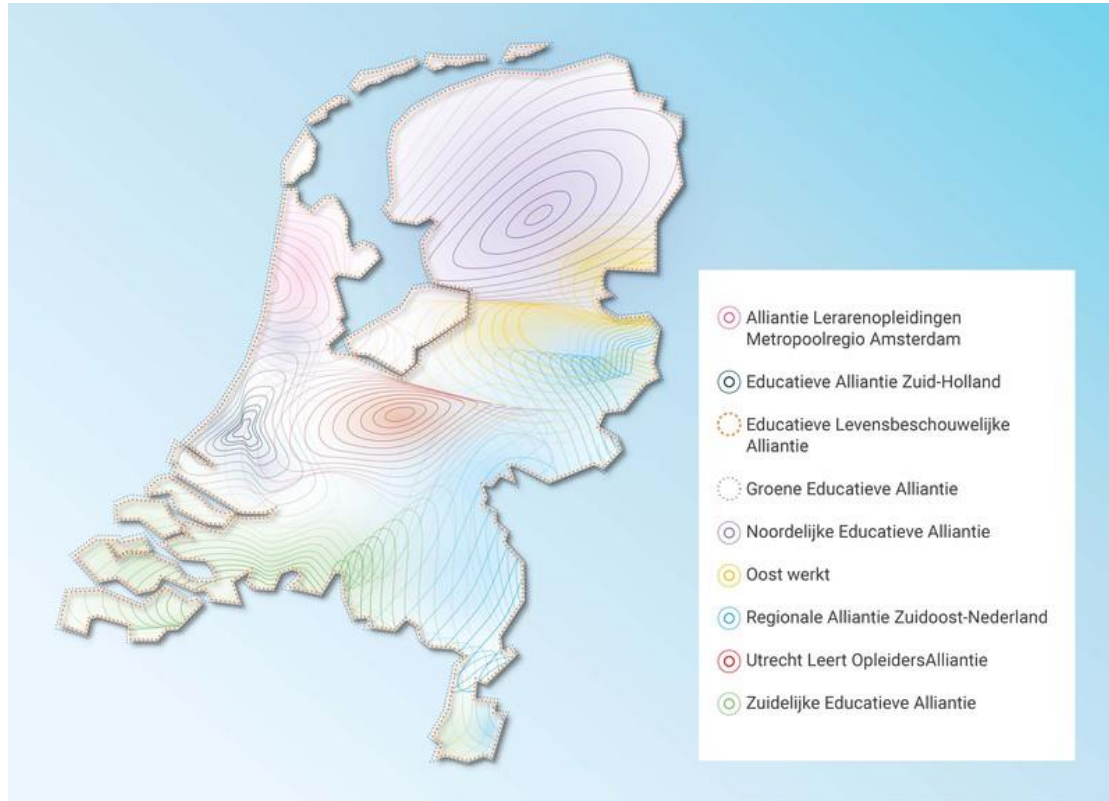 Alliantie Lerarenopleidingen
Metropoolregio Amsterdam
Educatieve Alliantie Zuid-Holland
Educatieve Levensbeschouwelijke
Alliantie
Groene Educatieve Alliantie
Noordelijke Educatieve Alliantie
Oost werkt
Regionale Alliantie Zuidoost-Nederland
Utrecht Leert OpleidersAlliantie
Zuidelijke Educatieve Alliantie